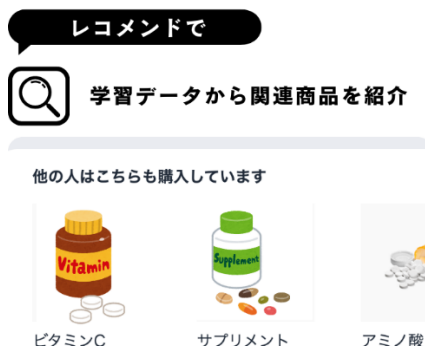 レコメンドで
学習データから関連商品を紹介
他の人はこちらも購入しています
Vitamin
Supplement
ビタミンC
サプリメント
アミノ酸